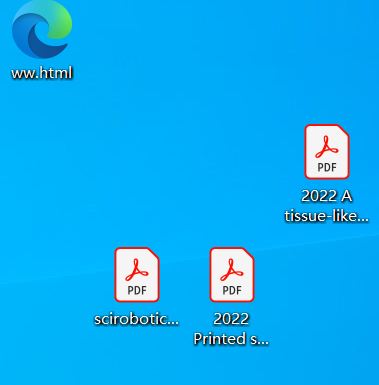 ww.html
PDF
2022 A
tissue-like...
PDF
scirobotic...
PDF
2022
Printed s...